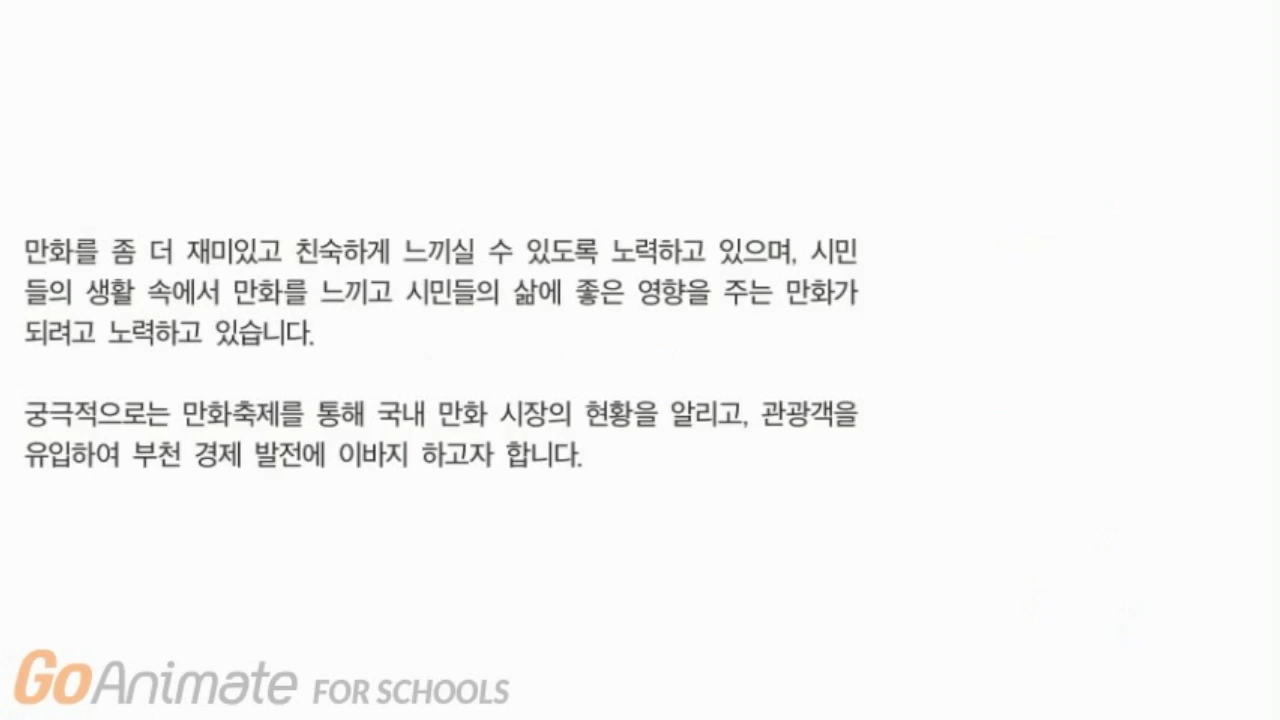 만화를 좀 더 재미있고 친숙하게 느끼실 수 있도록 노력하고 있으며, 시민
들의 생활 속에서 만화를 느끼고 시민들의 삶에 좋은 영향을 주는 만화가
되려고 노력하고 있습니다.
궁극적으로는 만화축제를 통해 국내 만화 시장의 현황을 알리고, 관광객을
유입하여 부천 경제 발전에 이바지 하고자 합니다.
GoAnimate FOR SCHOOLS